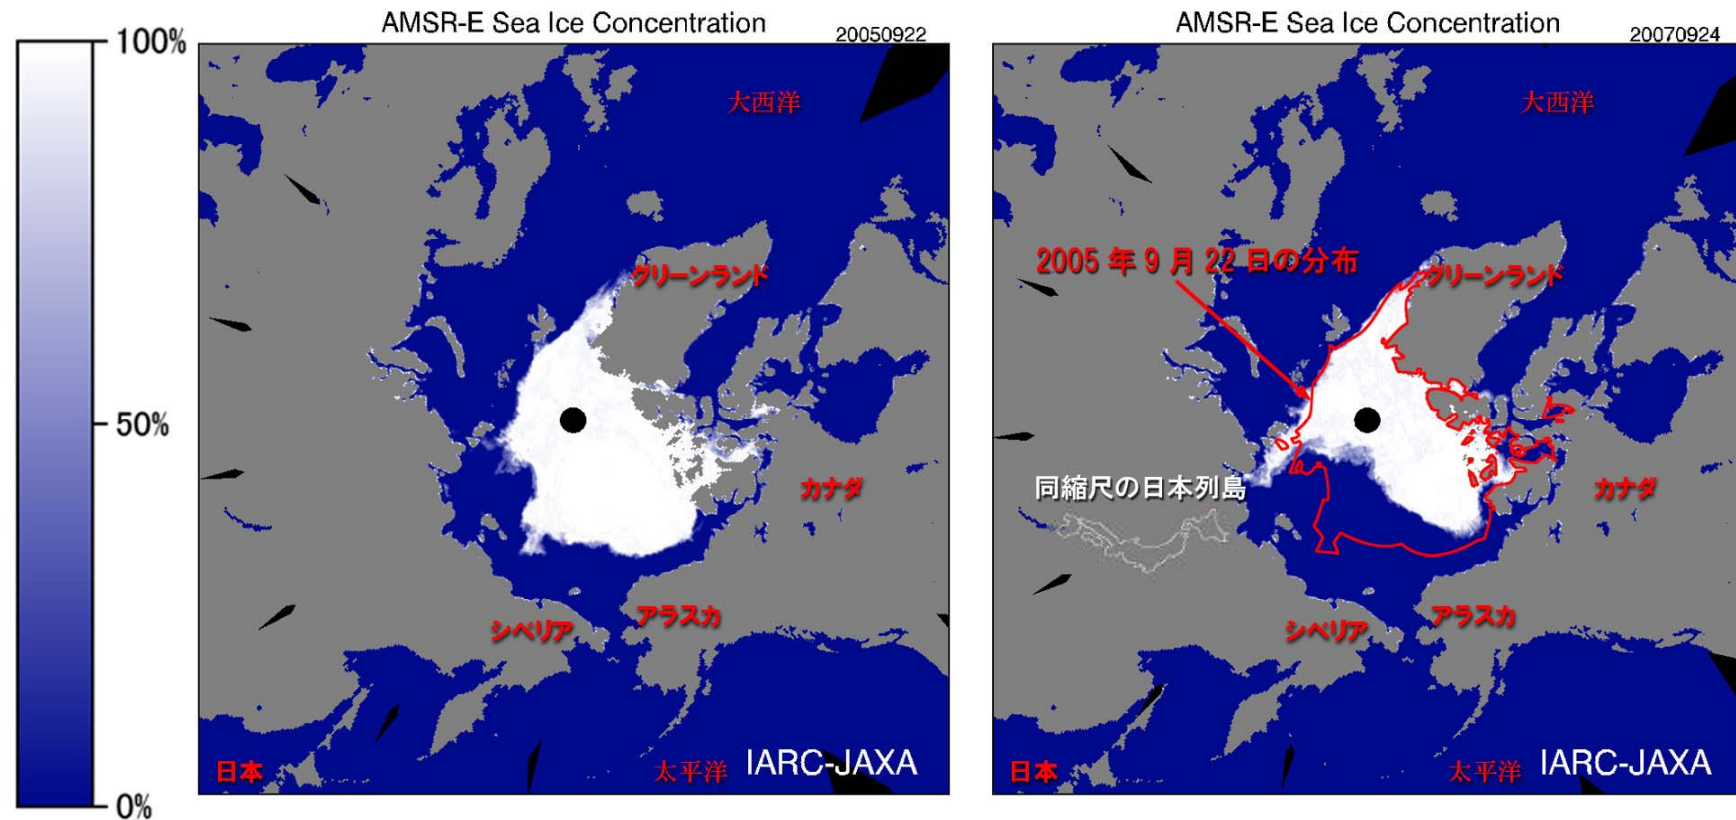 100%
50%
0%
AMSR-E Sea Ice Concentration
20050922
大西洋
グリーンランド
カナダ
シベリア
アラスカ
日本
太平洋
IARC-JAXA
AMSR-E Sea Ice Concentration
20070924
大西洋
2005 年 9 月 22 日の分布
グリーンランド
同縮尺の日本列島
カナダ
シベリア
アラスカ
日本
太平洋
IARC-JAXA